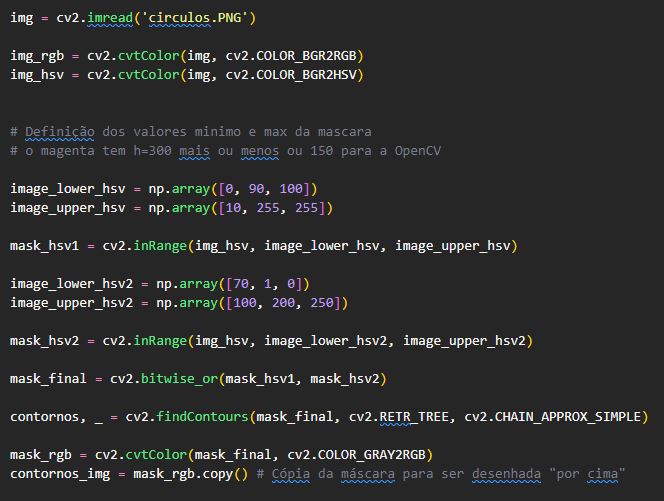 img = cv2.imread('circulos.PNG')
img_rgb = cv2.cvtColor(img, cv2.COLOR_BGR2RGB)
img_hsv = cv2.cvtColor(img, cv2.COLOR_BGR2HSV)
# Definição dos valores minimo e max da mascara
# o magenta tem h=300 mais ou menos ou 150 para a OpenCV
image_lower_hsv = np.array([0, 90, 100])
image_upper_hsv = np.array([10, 255, 255])
mask_hsv1 = cv2.inRange(img_hsv, image_lower_hsv, image_upper_hsv)
image_lower_hsv2 = np.array([70, 1, 0])
image_upper_hsv2 = np.array([100, 200, 250])
mask_hsv2 = cv2.inRange(img_hsv, image_lower_hsv2, image_upper_hsv2)
mask_final = cv2.bitwise_or(mask_hsv1, mask_hsv2)
contornos, _ = cv2.findContours(mask_final, cv2.RETR_TREE, cv2.CHAIN_APPROX_SIMPLE)
mask_rgb = cv2.cvtColor(mask_final, cv2.COLOR_GRAY2RGB)
contornos_img = mask_rgb.copy() # Cópia da máscara para ser desenhada "por cima"